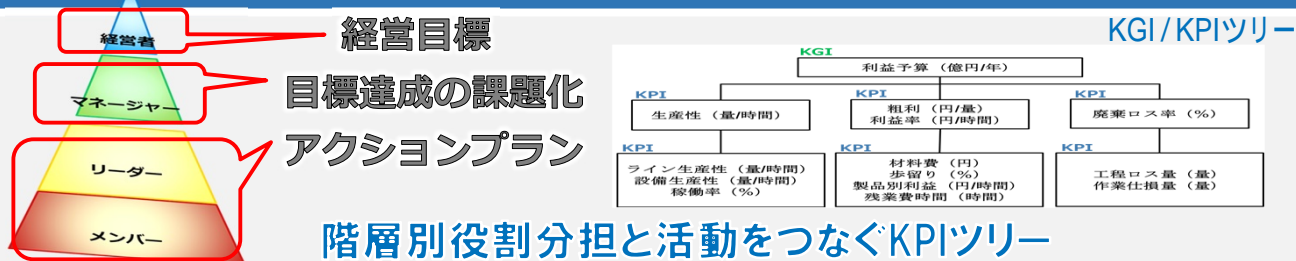 経営者
マネージャー
リーダー
メンバー
経営目標
目標達成の課題化
アクションプラン
KGI/KPIツリー
KGI
利益予算（億円/年）
KPI
生産性（量/時間）
KPI
粗利（円/量）
利益率（円/時間）
KPI
廃棄ロス率（%）
KPI
ライン生産性（量/時間）
設備生産性（量/時間）
稼働率（%）
KPI
材料費（円）
歩留り（%）
製品別利益（円/時間）
残業費時間（時間）
KPI
工程ロス量（量）
作業仕損量（量）
階層別役割分担と活動をつなぐKPIツリー